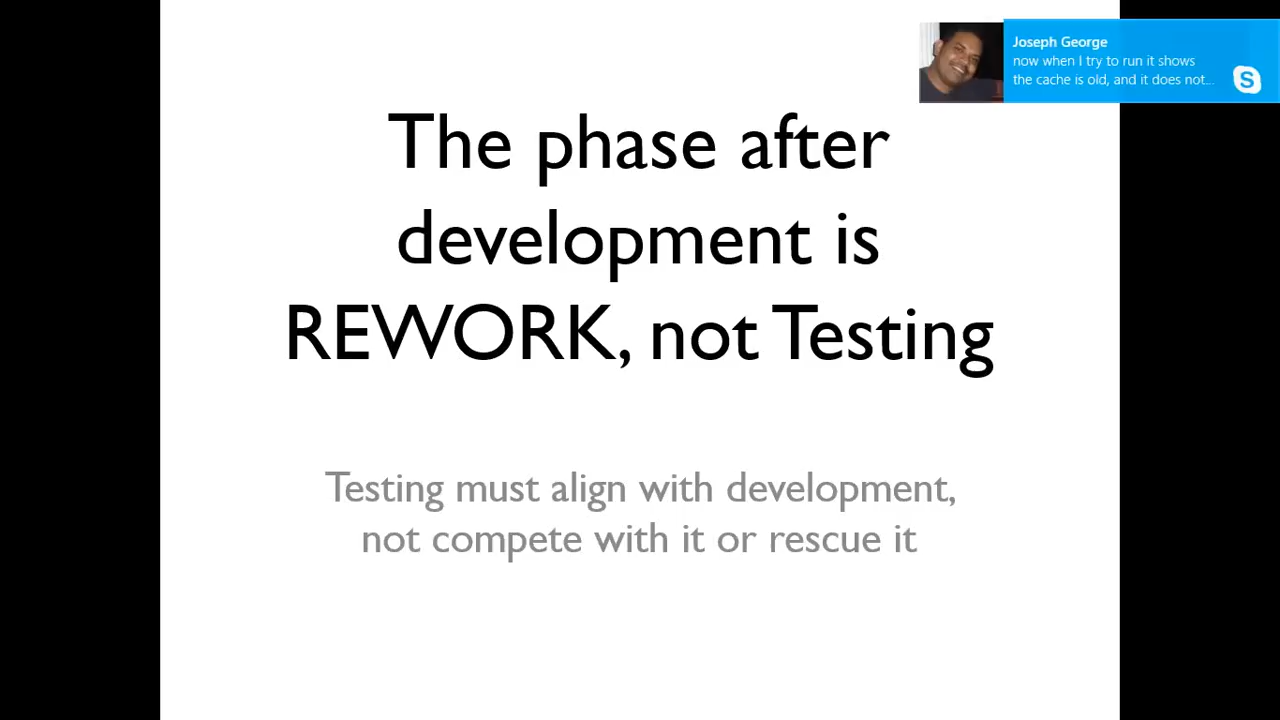 Joseph George
now when I try to run it shows
the cache is old, and it does not...
The phase after
development is
REWORK, not Testing
Testing must align with development,
not compete with it or rescue it